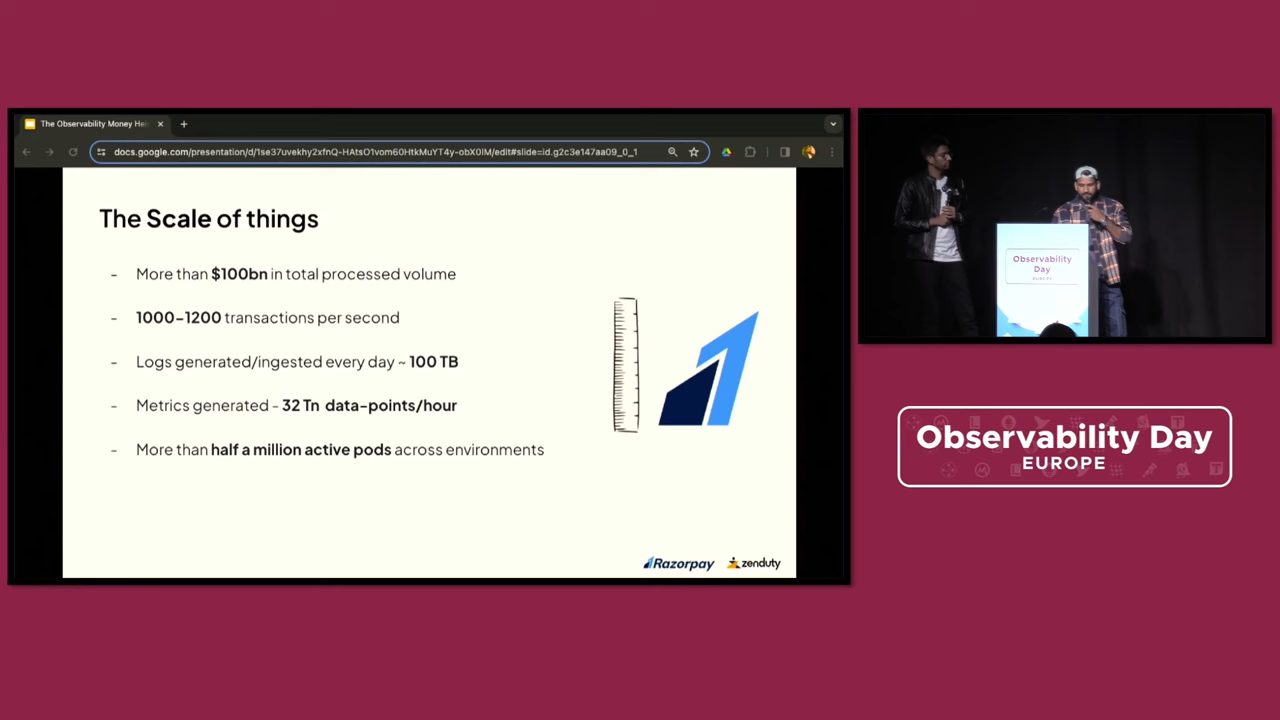 The Observability Money Hei
docs.google.com/presentation/d/1se37uvekhy2xfnQ-HAtsO1vom60HtkMuYT4y-obX0IM/edit#slide=id.g2c3e147aa09_0_1
The Scale of things
- More than $100bn in total processed volume
- 1000-1200 transactions per second
- Logs generated/ingested every day ~ 100 TB
- Metrics generated - 32 Tn data-points/hour
- More than half a million active pods across environments
Razorpay zenduty
Observability
Day
EUROPE
Observability Day
EUROPE